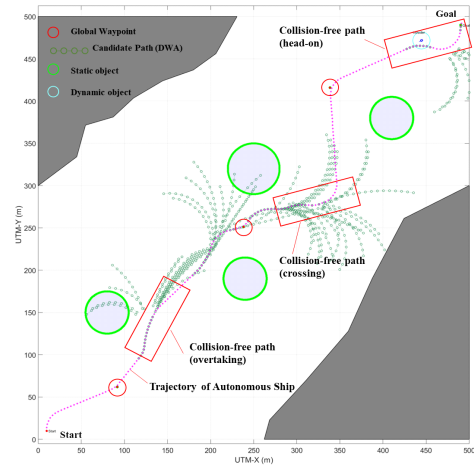 Goal
Collision-free path
(head-on)
Global Waypoint
Candidate Path (DWA)
Static object
Dynamic object
Collision-free path
(crossing)
Collision-free path
(overtaking)
Trajectory of Autonomous Ship
Start
UTM-Y (m)
500
450
400
350
300
250
200
150
100
50
0
0 50 100 150 200 250 300 350 400 450 500
UTM-X (m)